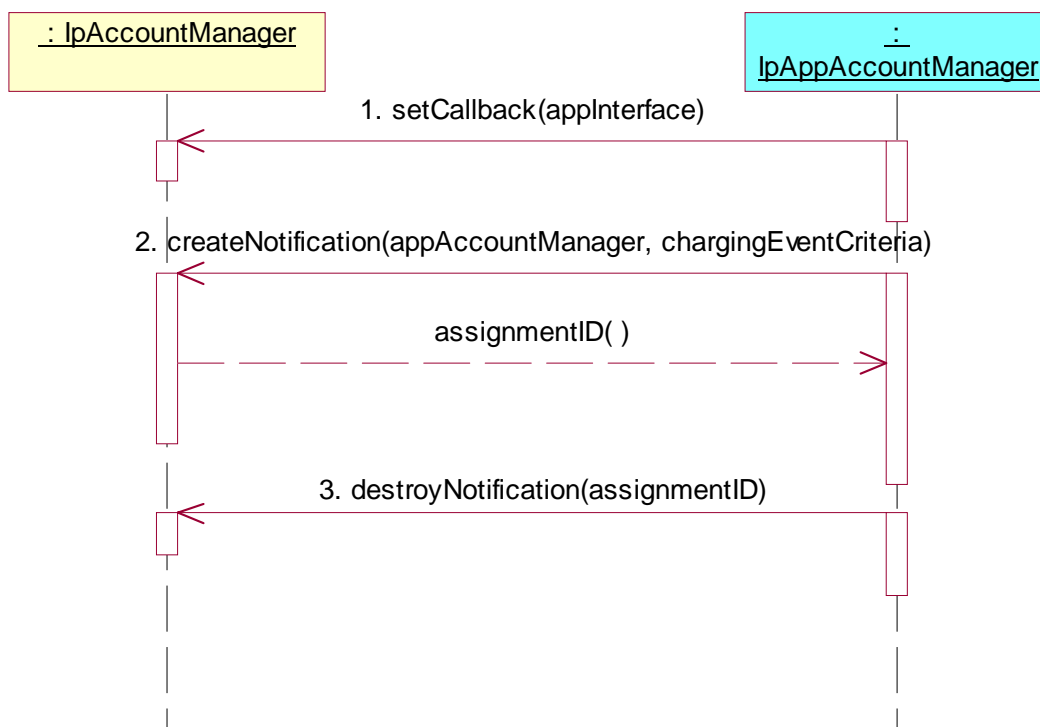 : IpAccountManager
:
IpAppAccountManager
1. setCallback(appInterface)
2. createNotification(appAccountManager, chargingEventCriteria)
assignmentID( )
3. destroyNotification(assignmentID)